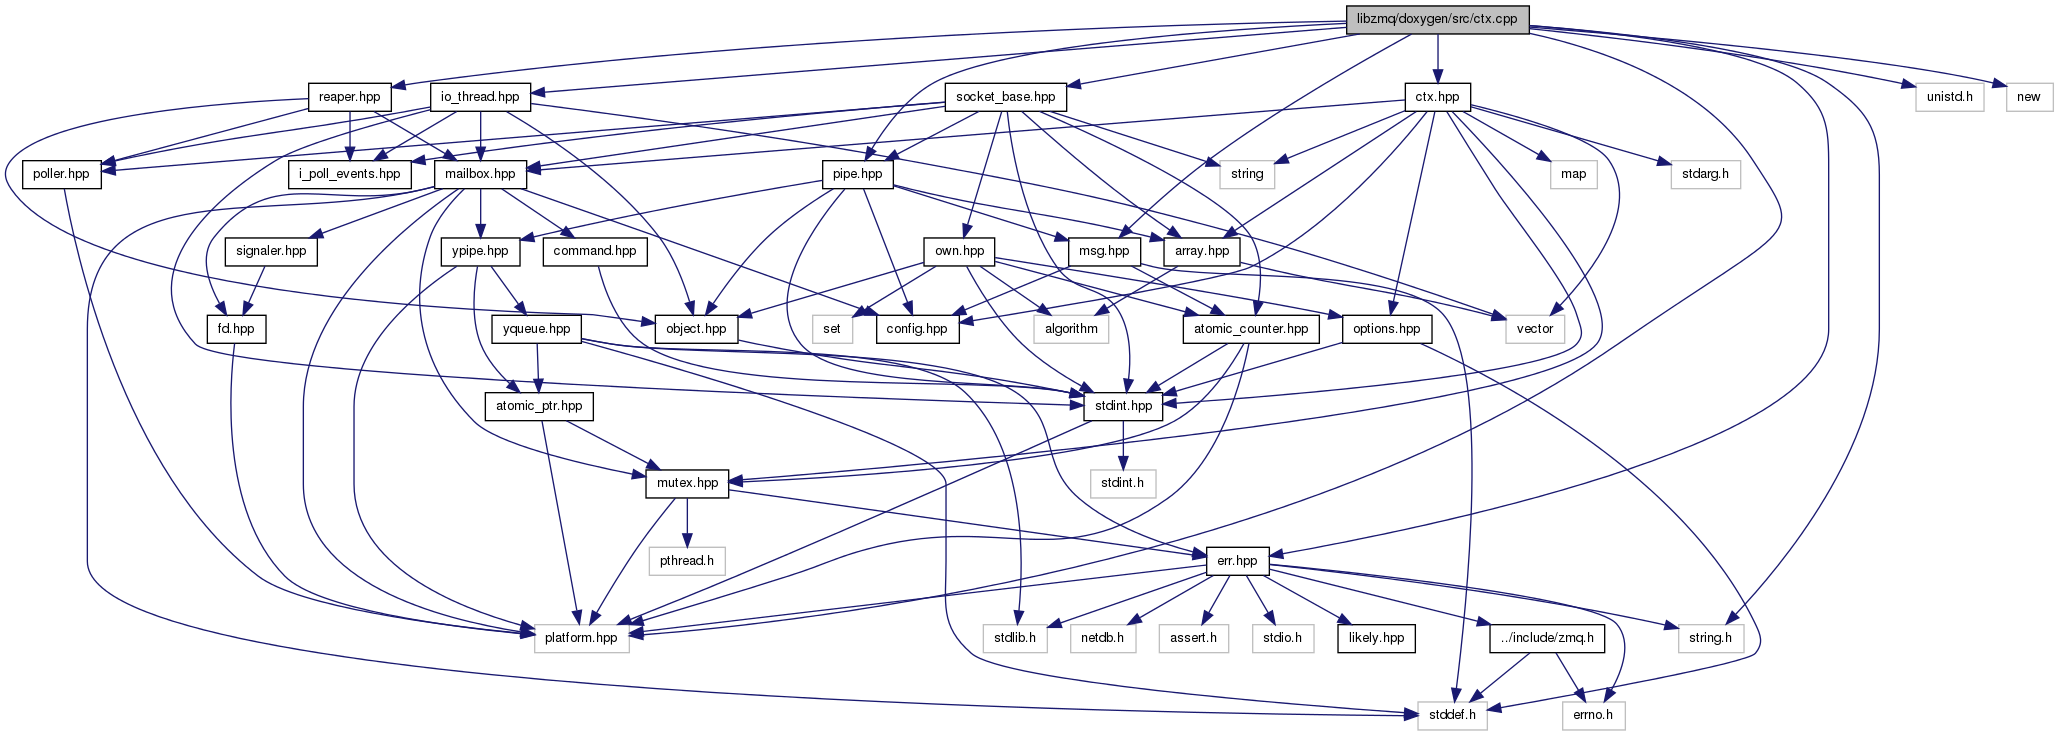 libzmq/doxygen/src/ctx.cpp
reaper.hpp
io_thread.hpp
socket_base.hpp
ctx.hpp
unistd.h
new
poller.hpp
i_poll_events.hpp
mailbox.hpp
pipe.hpp
string
map
stdarg.h
signaler.hpp
ypipe.hpp
command.hpp
own.hpp
msg.hpp
array.hpp
fd.hpp
yqueue.hpp
object.hpp
set
config.hpp
algorithm
atomic_counter.hpp
options.hpp
vector
atomic_ptr.hpp
stdint.hpp
mutex.hpp
stdint.h
pthread.h
err.hpp
platform.hpp
stdlib.h
netdb.h
assert.h
stdio.h
likely.hpp
../include/zmq.h
string.h
stddef.h
errno.h